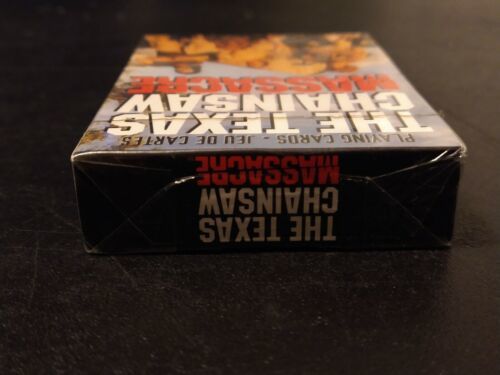 PLAYING CARDS - JEU DE CARTES
THE TEXAS
CHAINSAW
MASSACRE
THE TEXAS
CHAINSAW
MASSACRE